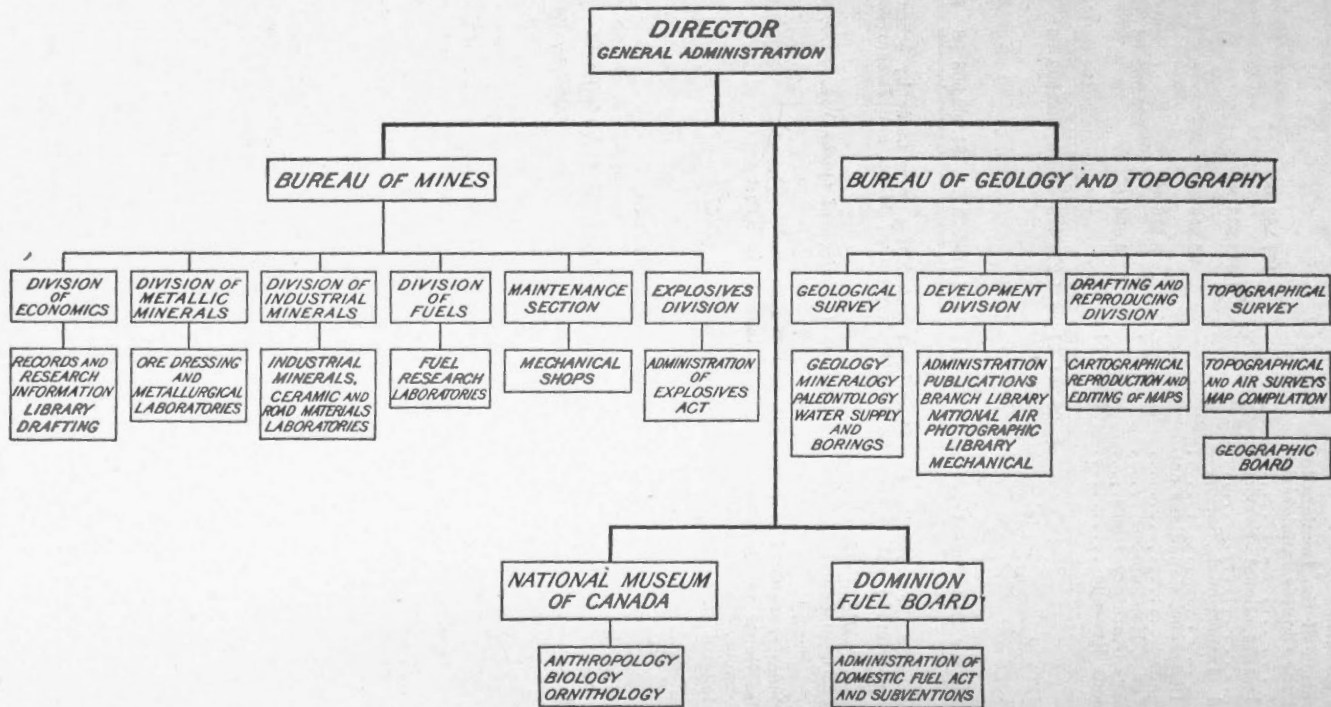 DIRECTOR
GENERAL ADMINISTRATION
BUREAU OF MINES
BUREAU OF GEOLOGY AND TOPOGRAPHY
DIVISION
OF
ECONOMICS
DIVISION OF
METALLIC
MINERALS
DIVISION OF
INDUSTRIAL
MINERALS
DIVISION
OF
FUELS
MAINTENANCE
SECTION
EXPLOSIVES
DIVISION
GEOLOGICAL
SURVEY
DEVELOPMENT
DIVISION
DRAFTING AND
REPRODUCING
DIVISION
TOPOGRAPHICAL
SURVEY
RECORDS AND
RESEARCH
INFORMATION
LIBRARY
DRAFTING
ORE DRESSING
AND
METALLURGICAL
LABORATORIES
INDUSTRIAL
MINERALS,
CERAMIC AND
ROAD MATERIALS
LABORATORIES
FUEL
RESEARCH
LABORATORIES
MECHANICAL
SHOPS
ADMINISTRATION
OF
EXPLOSIVES
ACT
GEOLOGY
MINERALOGY
PALEONTOLOGY
WATER SUPPLY
AND
BORINGS
ADMINISTRATION
PUBLICATIONS
BRANCH LIBRARY
NATIONAL AIR
PHOTOGRAPHIC
LIBRARY
MECHANICAL
CARTOGRAPHICAL
REPRODUCTION AND
EDITING OF MAPS
TOPOGRAPHICAL
AND AIR SURVEYS
MAP COMPILATION
GEOGRAPHIC
BOARD
NATIONAL MUSEUM
OF CANADA
DOMINION
FUEL BOARD
ANTHROPOLOGY
BIOLOGY
ORNITHOLOGY
ADMINISTRATION OF
DOMESTIC FUEL ACT
AND SUBVENTIONS